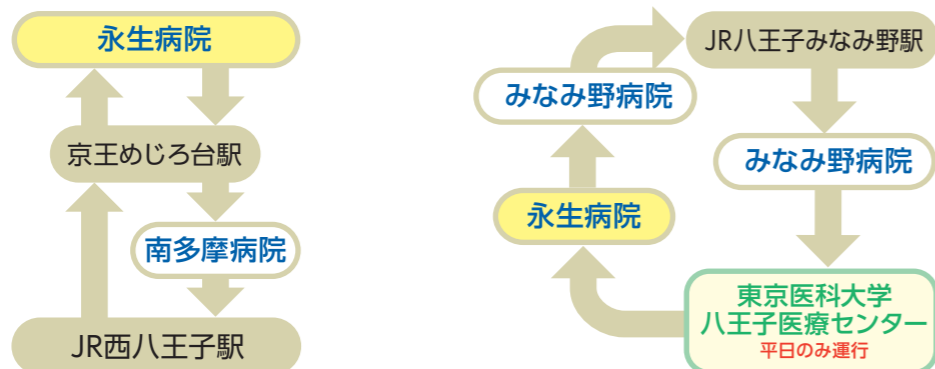 永生病院
京王めじろ台駅
南多摩病院
JR西八王子駅
JR八王子みなみ野駅
みなみ野病院
みなみ野病院
永生病院
東京医科大学
八王子医療センター
平日のみ運行